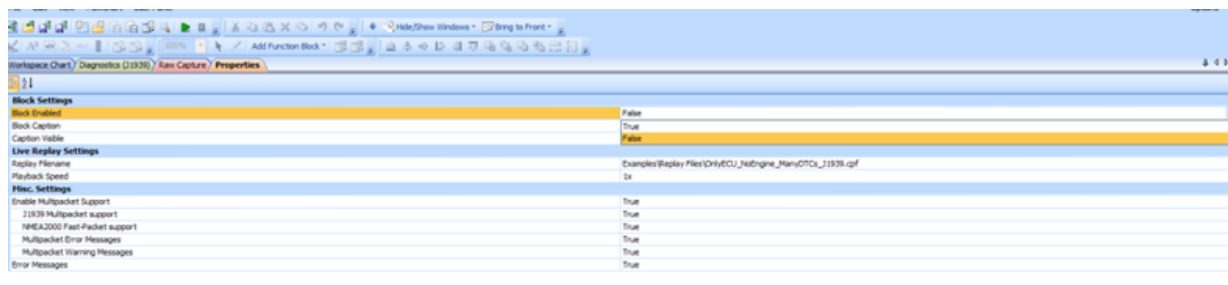 Hide/Show Windows Bring to Front
100% Add Function Block
Workspace Chart Diagnostics (J1939) Raw Capture Properties
Block Settings
Block Enabled False
Block Caption True
Caption Visible False
Live Replay Settings
Replay Filename Examples\Replay Files\OnlyECU_NoEngine_ManyDTCs_J1939.cpf
Playback Speed 1x
Misc. Settings
Enable Multipacket Support True
J1939 Multipacket support True
NMEA2000 Fast-Packet support True
Multipacket Error Messages True
Multipacket Warning Messages True
Error Messages True